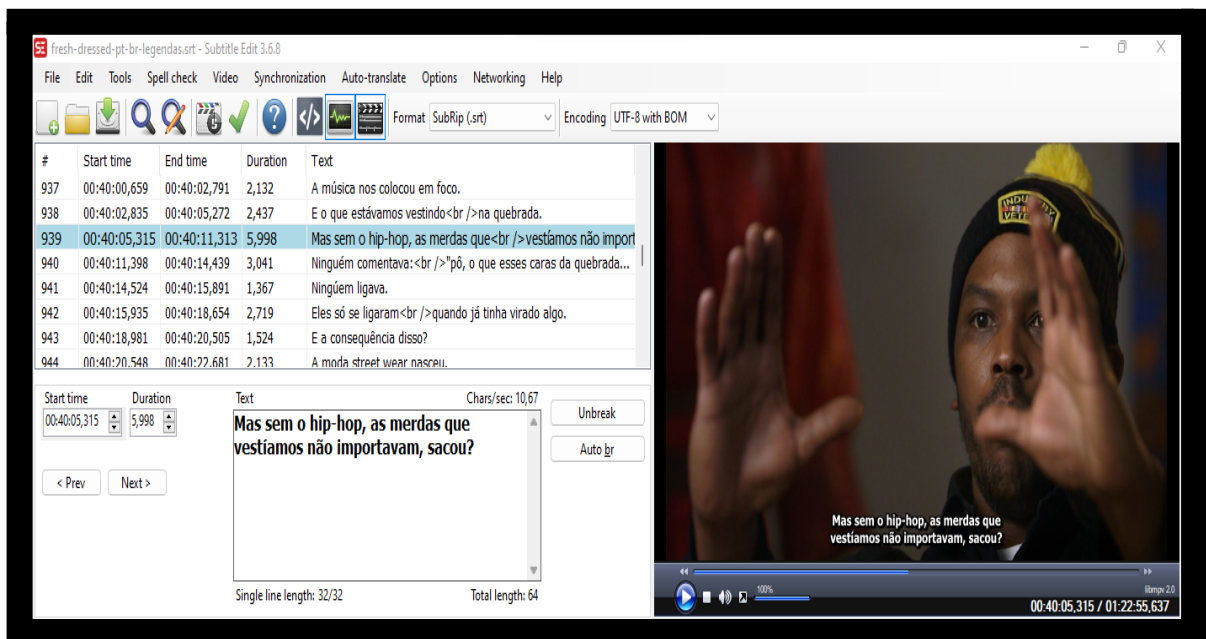 SE fresh-dressed-pt-br-legendas.srt - Subtitle Edit 3.6.8
File Edit Tools Spell check Video Synchronization Auto-translate Options Networking Help
Format SubRip (.srt) Encoding UTF-8 with BOM
# Start time End time Duration Text
937 00:40:00,659 00:40:02,791 2,132 A música nos colocou em foco.
938 00:40:02,835 00:40:05,272 2,437 E o que estávamos vestindo<br />na quebrada.
939 00:40:05,315 00:40:11,313 5,998 Mas sem o hip-hop, as merdas que<br />vestíamos não import
940 00:40:11,398 00:40:14,439 3,041 Ninguém comentava:<br />"pô, o que esses caras da quebrada...
941 00:40:14,524 00:40:15,891 1,367 Ningúem ligava.
942 00:40:15,935 00:40:18,654 2,719 Eles só se ligaram<br />quando já tinha virado algo.
943 00:40:18,981 00:40:20,505 1,524 E a consequência disso?
944 00:40:20,548 00:40:22,681 2,133 A moda street wear nasceu.
Start time Duration Text Chars/sec: 10,67
00:40:05,315 5,998
Mas sem o hip-hop, as merdas que
vestíamos não importavam, sacou?
Unbreak
Auto br
< Prev Next >
Single line length: 32/32 Total length: 64
INDU
VETE
Mas sem o hip-hop, as merdas que
vestíamos não importavam, sacou?
100%
libmpv 2.0
00:40:05,315 / 01:22:55,637